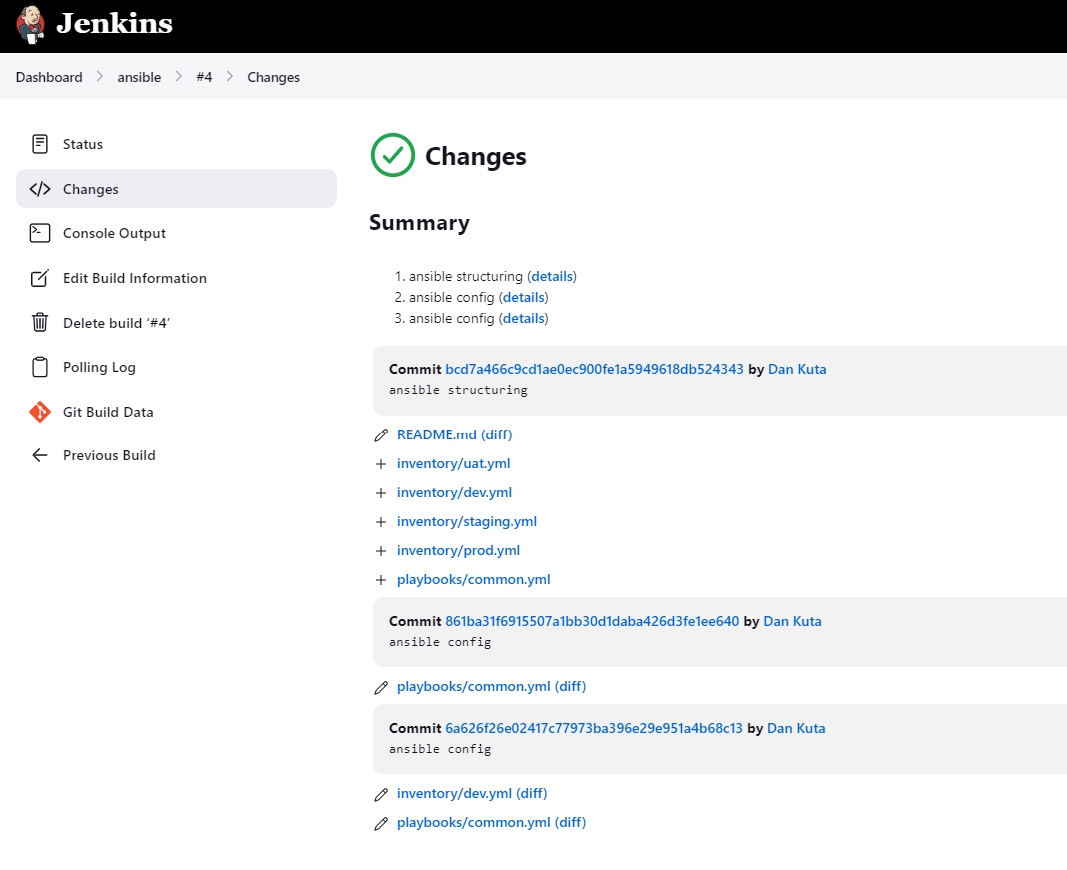 Jenkins
Dashboard > ansible > #4 > Changes
Status
Changes
Console Output
Edit Build Information
Delete build ‘#4’
Polling Log
Git Build Data
Previous Build
Changes
Summary
1. ansible structuring (details)
2. ansible config (details)
3. ansible config (details)
Commit bcd7a466c9cd1ae0ec900fe1a5949618db524343 by Dan Kuta
ansible structuring
README.md (diff)
inventory/uat.yml
inventory/dev.yml
inventory/staging.yml
inventory/prod.yml
playbooks/common.yml
Commit 861ba31f6915507a1bb30d1daba426d3fe1ee640 by Dan Kuta
ansible config
playbooks/common.yml (diff)
Commit 6a626f26e02417c77973ba396e29e951a4b68c13 by Dan Kuta
ansible config
inventory/dev.yml (diff)
playbooks/common.yml (diff)